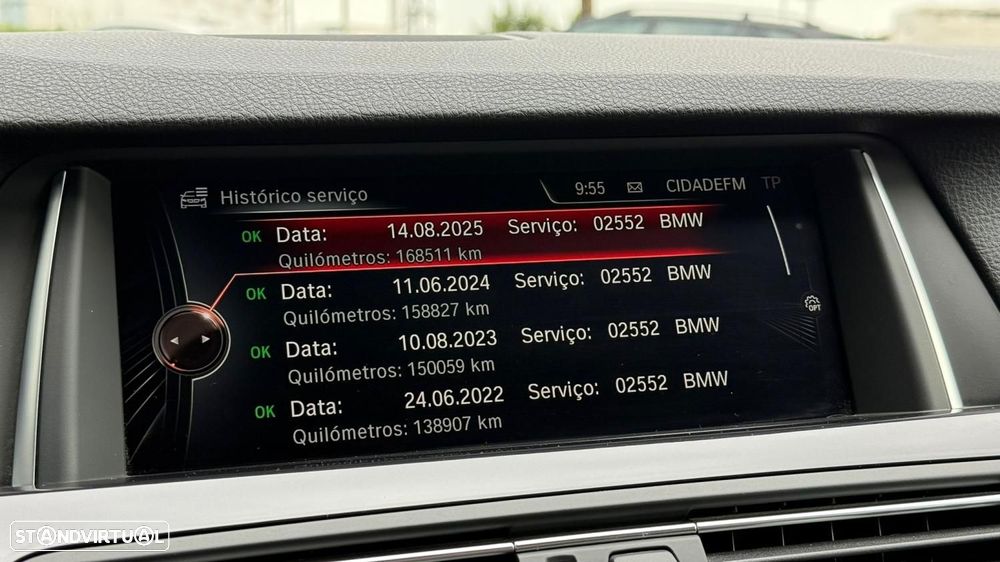 Histórico serviço 9:55 CIDADEFM TP
OK Data: 14.08.2025 Serviço: 02552 BMW
Quilómetros: 168511 km
OK Data: 11.06.2024 Serviço: 02552 BMW
Quilómetros: 158827 km
OPT
OK Data: 10.08.2023 Serviço: 02552 BMW
Quilómetros: 150059 km
OK Data: 24.06.2022 Serviço: 02552 BMW
Quilómetros: 138907 km
STANDVIRTUAL